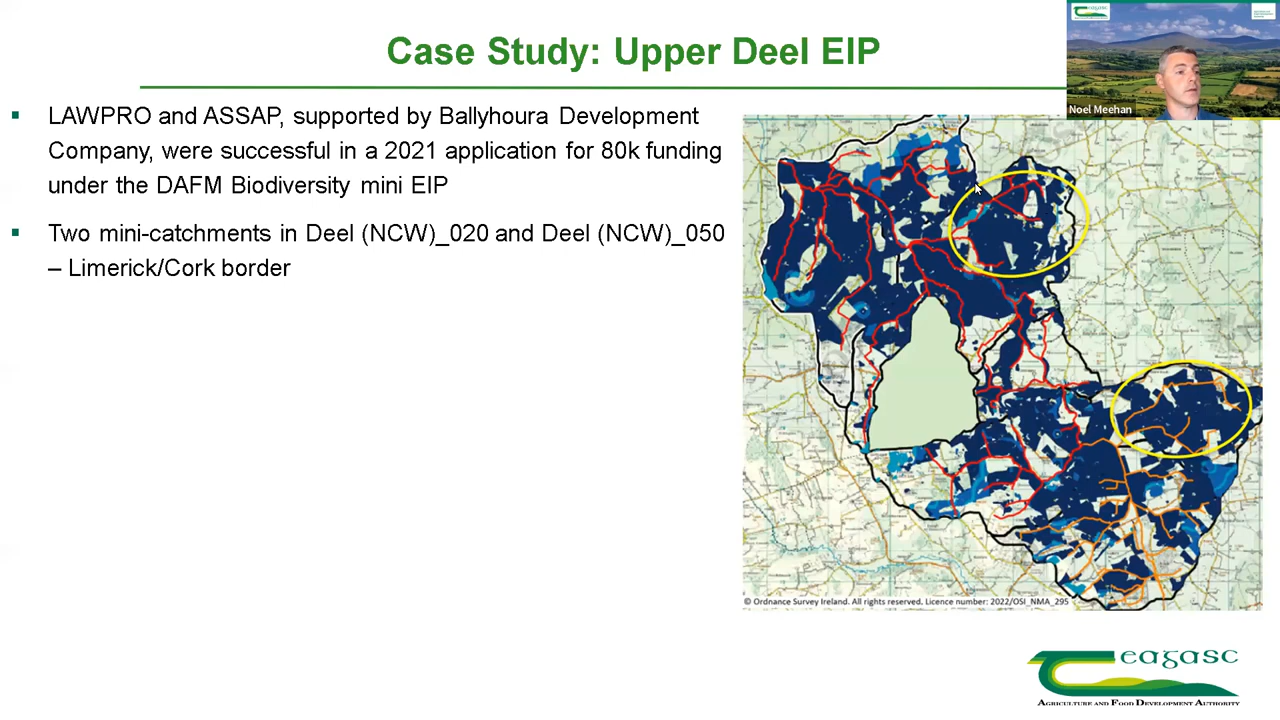 Case Study: Upper Deel EIP
eagasc
Noel Meehan
▪ LAWPRO and ASSAP, supported by Ballyhoura Development
Company, were successful in a 2021 application for 80k funding
under the DAFM Biodiversity mini EIP
▪ Two mini-catchments in Deel (NCW)_020 and Deel (NCW)_050
– Limerick/Cork border
© Ordnance Survey Ireland. All rights reserved. Licence number: 2022/OSI_NMA_295
eagasc
AGRICULTURE AND FOOD DEVELOPMENT AUTHORITY